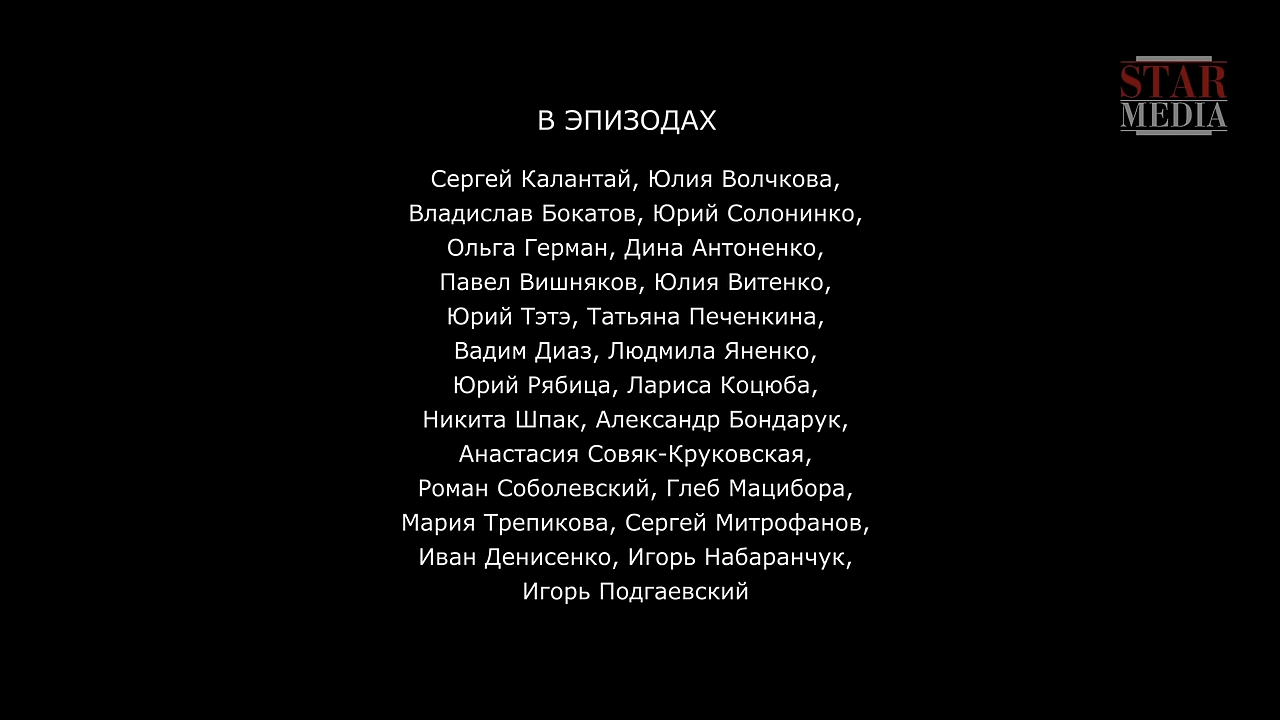 STAR
MEDIA
В ЭПИЗОДАХ
Сергей Калантай, Юлия Волчкова,
Владислав Бокатов, Юрий Солонинко,
Ольга Герман, Дина Антоненко,
Павел Вишняков, Юлия Витенко,
Юрий Тэтэ, Татьяна Печенкина,
Вадим Диаз, Людмила Яненко,
Юрий Рябица, Лариса Коцюба,
Никита Шпак, Александр Бондарук,
Анастасия Совяк-Круковская,
Роман Соболевский, Глеб Мацибора,
Мария Трепикова, Сергей Митрофанов,
Иван Денисенко, Игорь Набаранчук,
Игорь Подгаевский